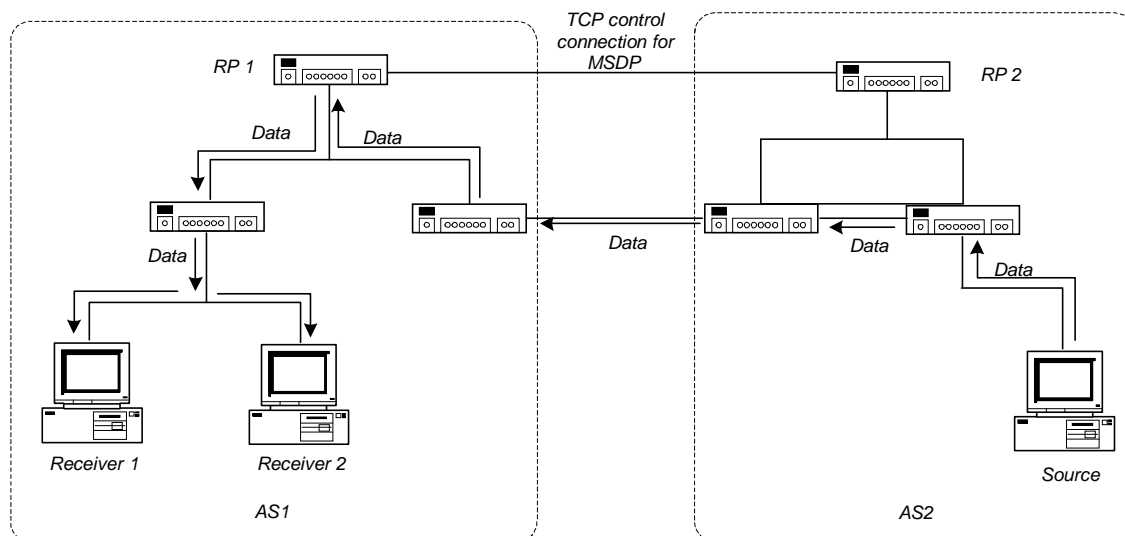 TCP control
connection for
MSDP
RP 1
RP 2
Data
Data
Data
Data
Data
Data
Receiver 1
Receiver 2
Source
AS1
AS2